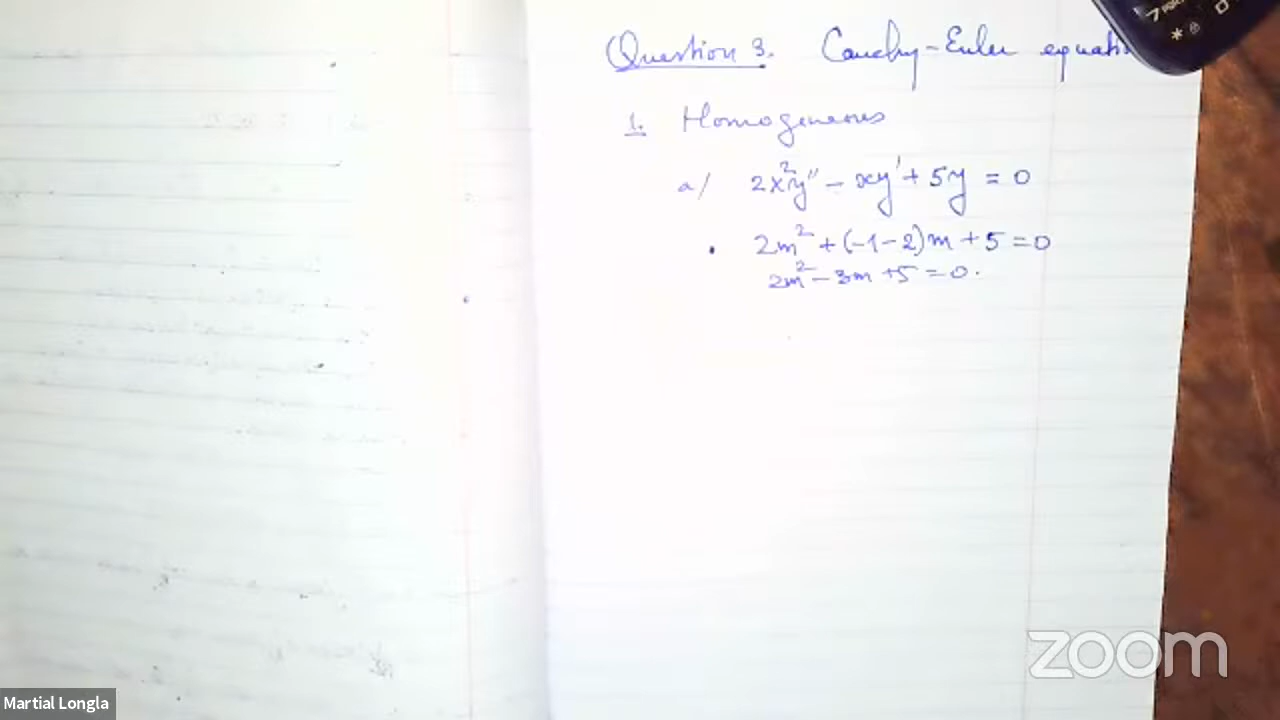 Question 3. Cauchy-Euler equati
1. Homogeneous
a/ 2x²y'' - xy' + 5y = 0
• 2m² + (-1-2)m + 5 = 0
2m² - 3m + 5 = 0.
zoom
Martial Longla